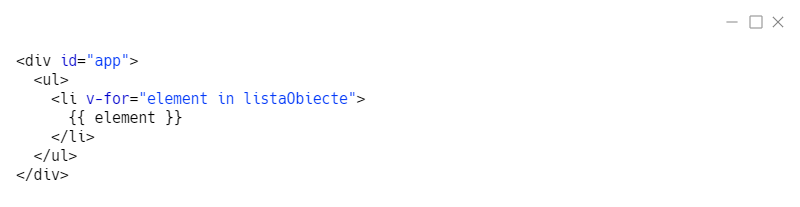 <div id="app">
<ul>
<li v-for="element in listaObiecte">
{{ element }}
</li>
</ul>
</div>